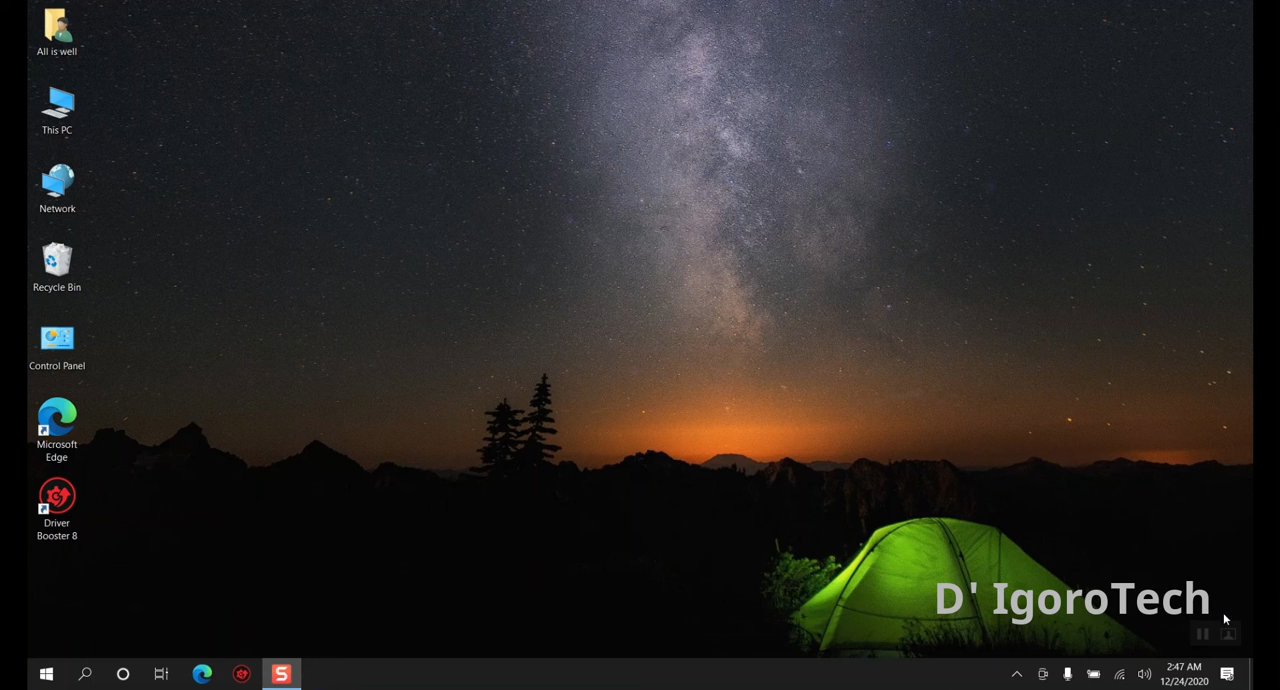 All is well
This PC
Network
Recycle Bin
Control Panel
Microsoft
Edge
Driver
Booster 8
D' IgoroTech
S
2:47 AM
12/24/2020